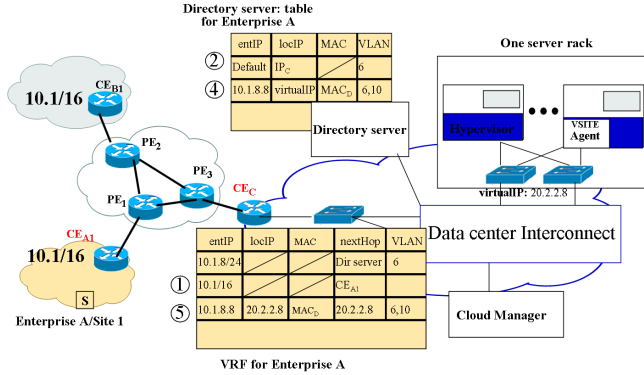 Directory server: table
for Enterprise A
entIP locIP MAC VLAN
② Default IPC 6
④ 10.1.8.8 virtualIP MACD 6,10
One server rack
Hypervisor
VSITE
Agent
virtualIP: 20.2.2.8
Directory server
CEB1
10.1/16
PE2
PE3
PE1
CEC
CEA1
10.1/16
S
Enterprise A/Site 1
Data center Interconnect
Cloud Manager
entIP locIP MAC nextHop VLAN
10.1.8/24 Dir server 6
① 10.1/16 CEA1
⑤ 10.1.8.8 20.2.2.8 MACD 20.2.2.8 6,10
VRF for Enterprise A